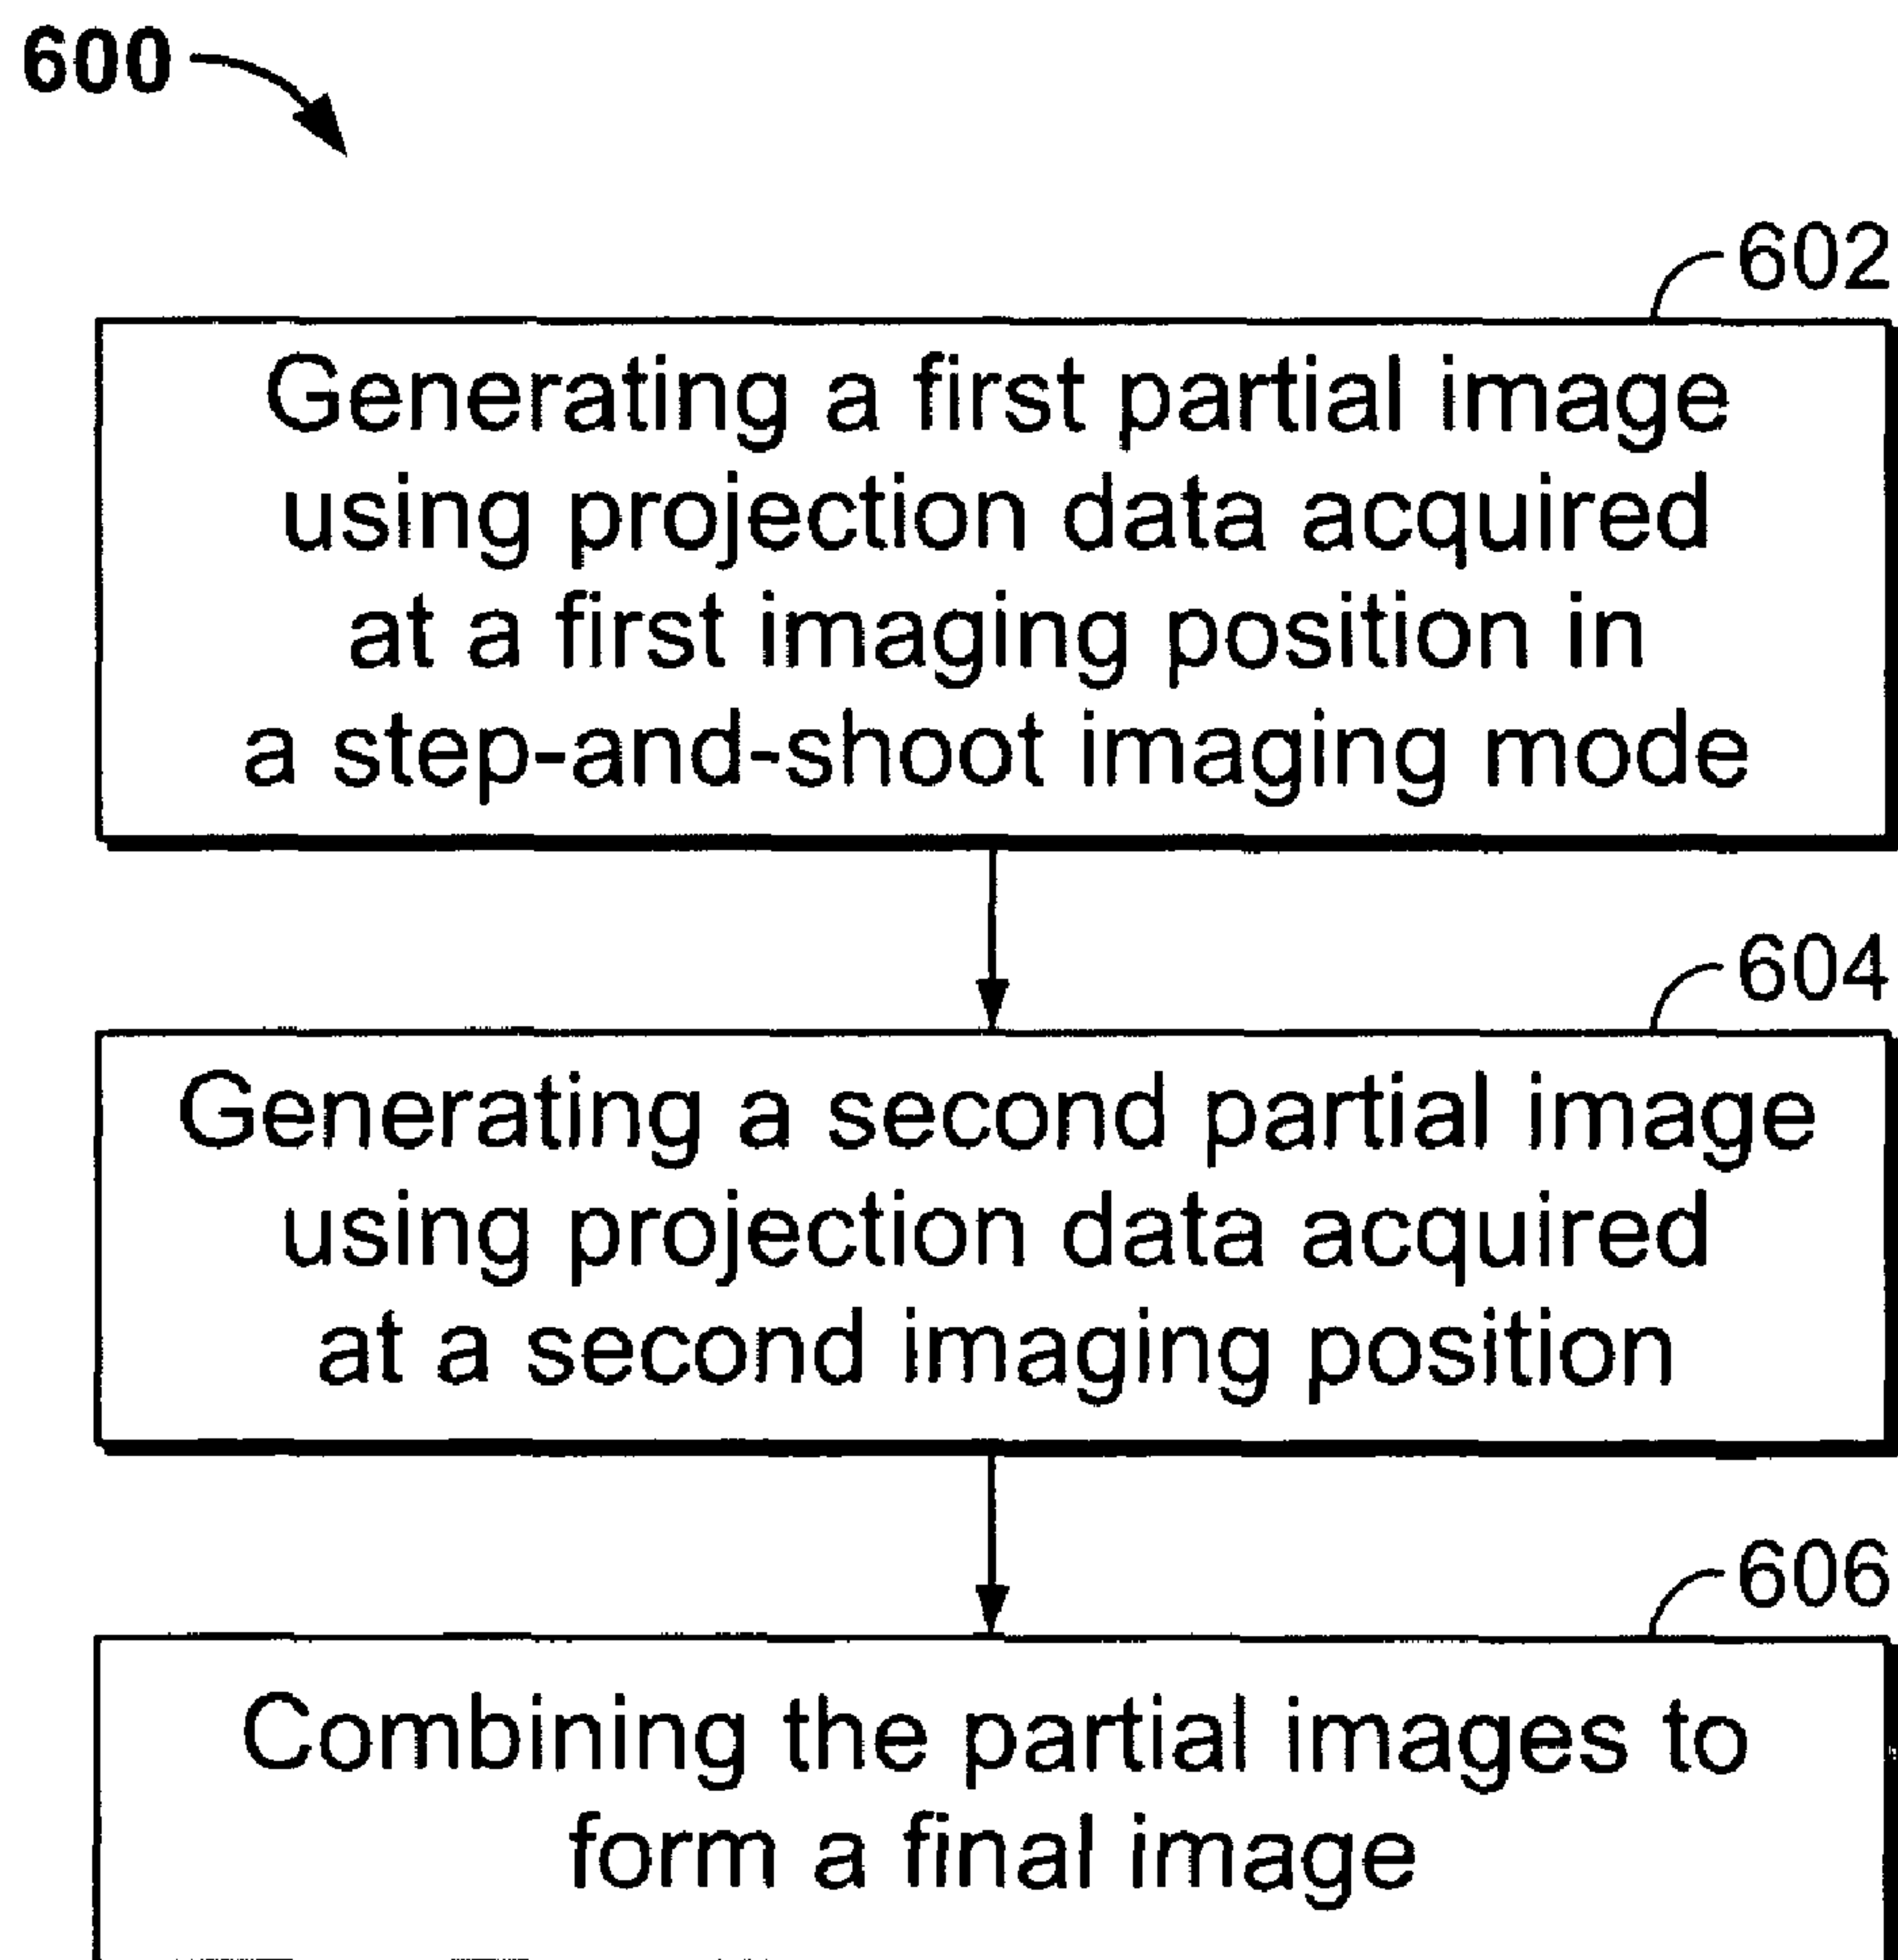 600
602
Generating a first partial image
using projection data acquired
at a first imaging position in
a step-and-shoot imaging mode
604
Generating a second partial image
using projection data acquired
at a second imaging position
606
Combining the partial images to
form a final image